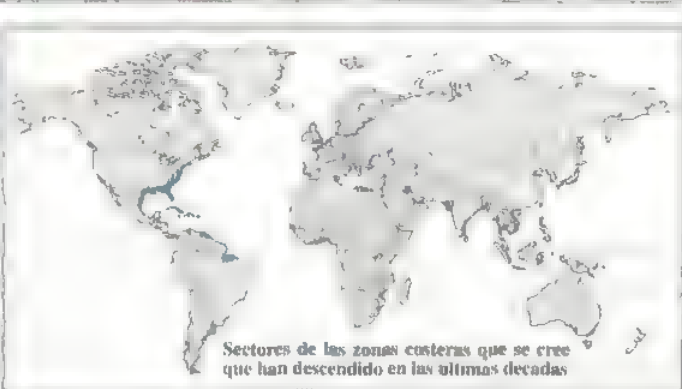 Sectores de las zonas costeras que se cree
que han descendido en las ultimas decadas